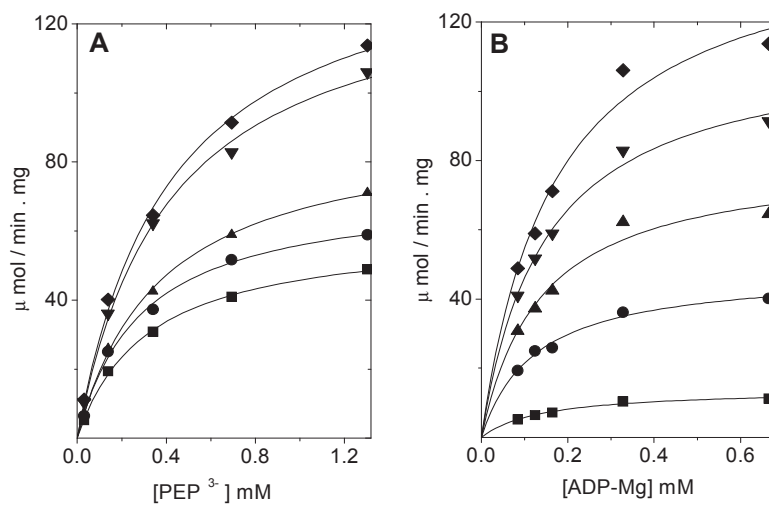 A
B
120
80
40
0.0 0.4 0.8 1.2
[PEP 3- ] mM
μ mol / min . mg
120
80
40
0.0 0.2 0.4 0.6
[ADP-Mg] mM
μ mol / min . mg